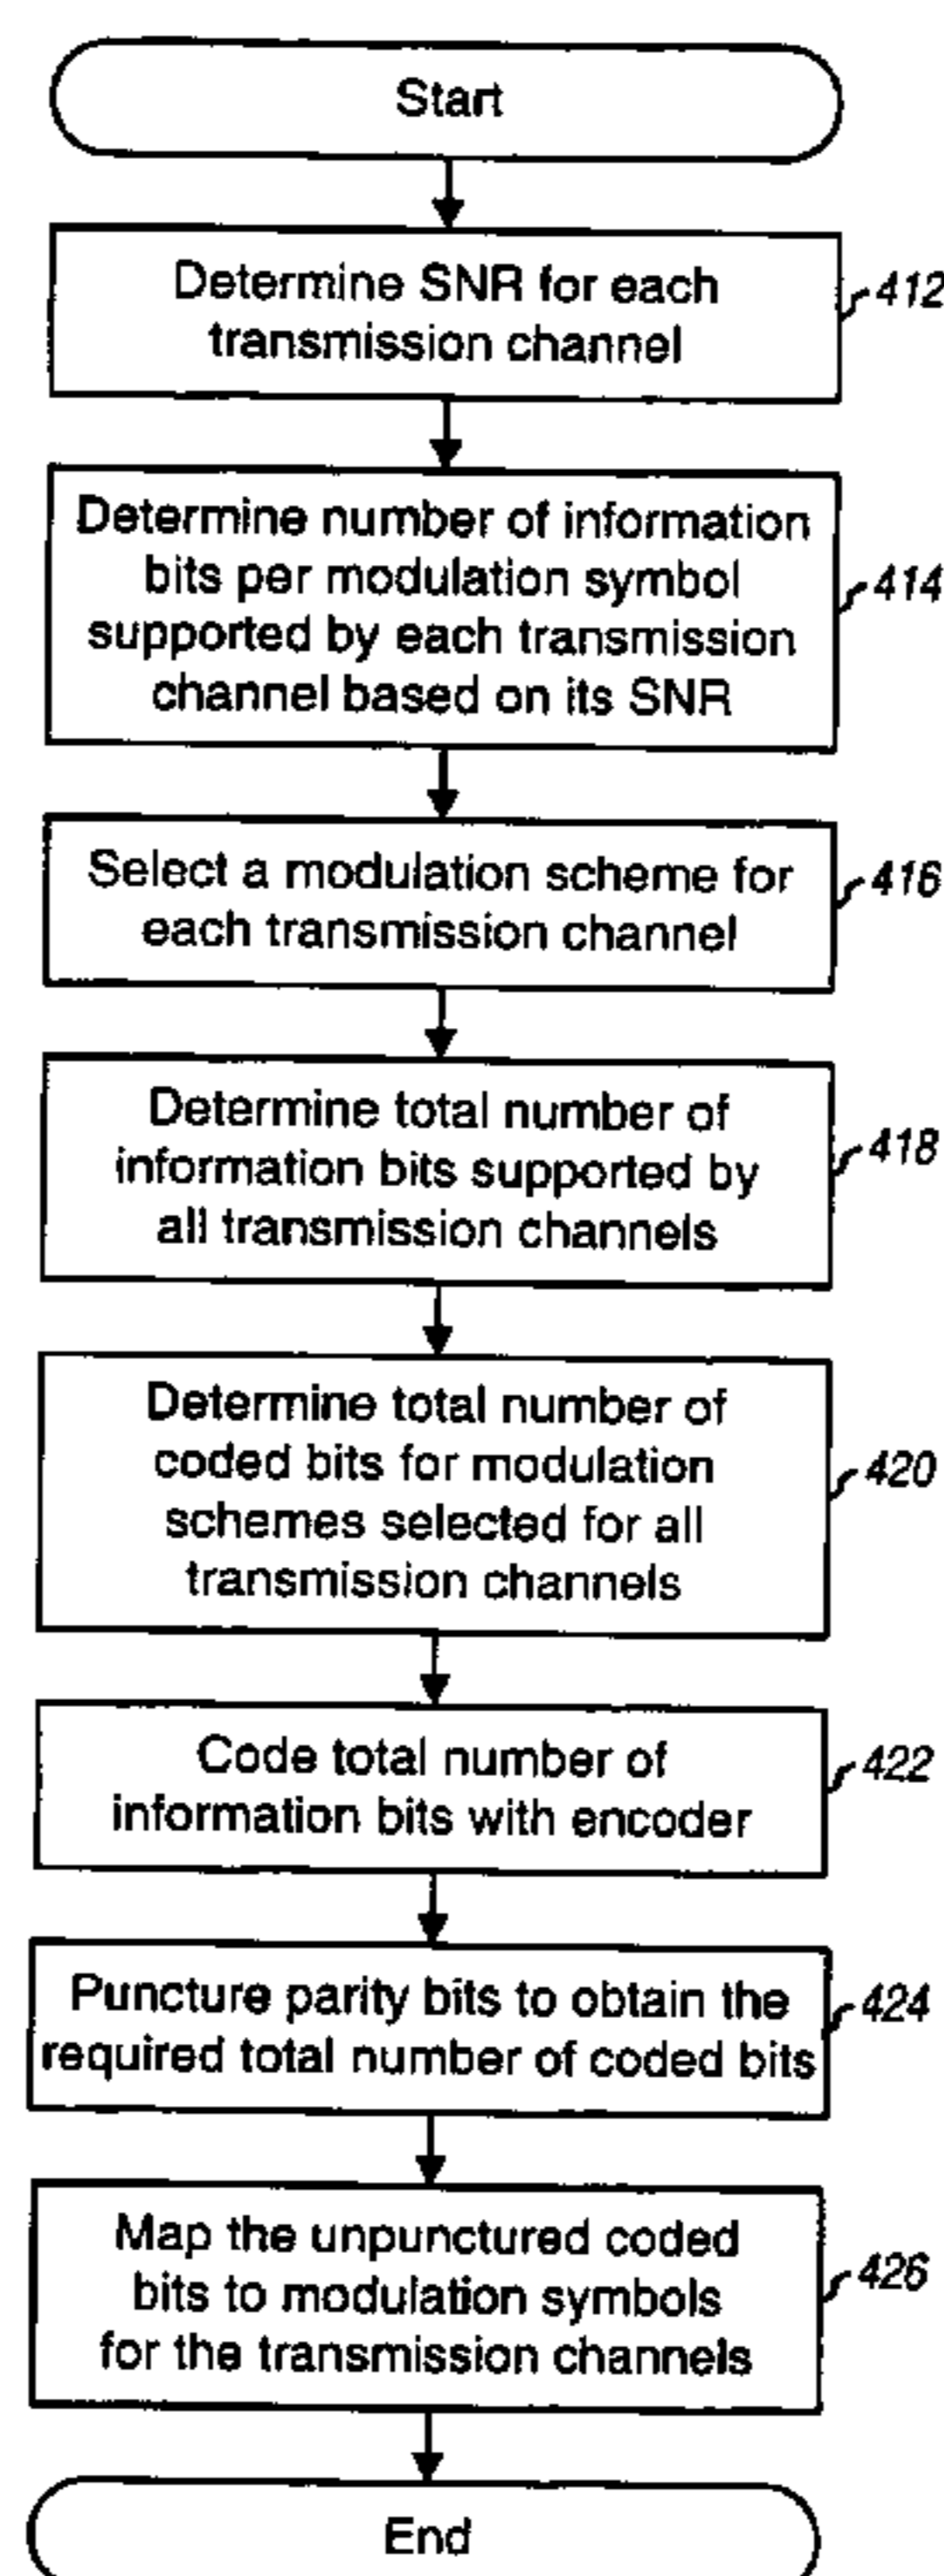 Start
Determine SNR for each
transmission channel
412
Determine number of information
bits per modulation symbol
supported by each transmission
channel based on its SNR
414
Select a modulation scheme for
each transmission channel
416
Determine total number of
information bits supported by
all transmission channels
418
Determine total number of
coded bits for modulation
schemes selected for all
transmission channels
420
Code total number of
information bits with encoder
422
Puncture parity bits to obtain the
required total number of coded bits
424
Map the unpunctured coded
bits to modulation symbols
for the transmission channels
426
End